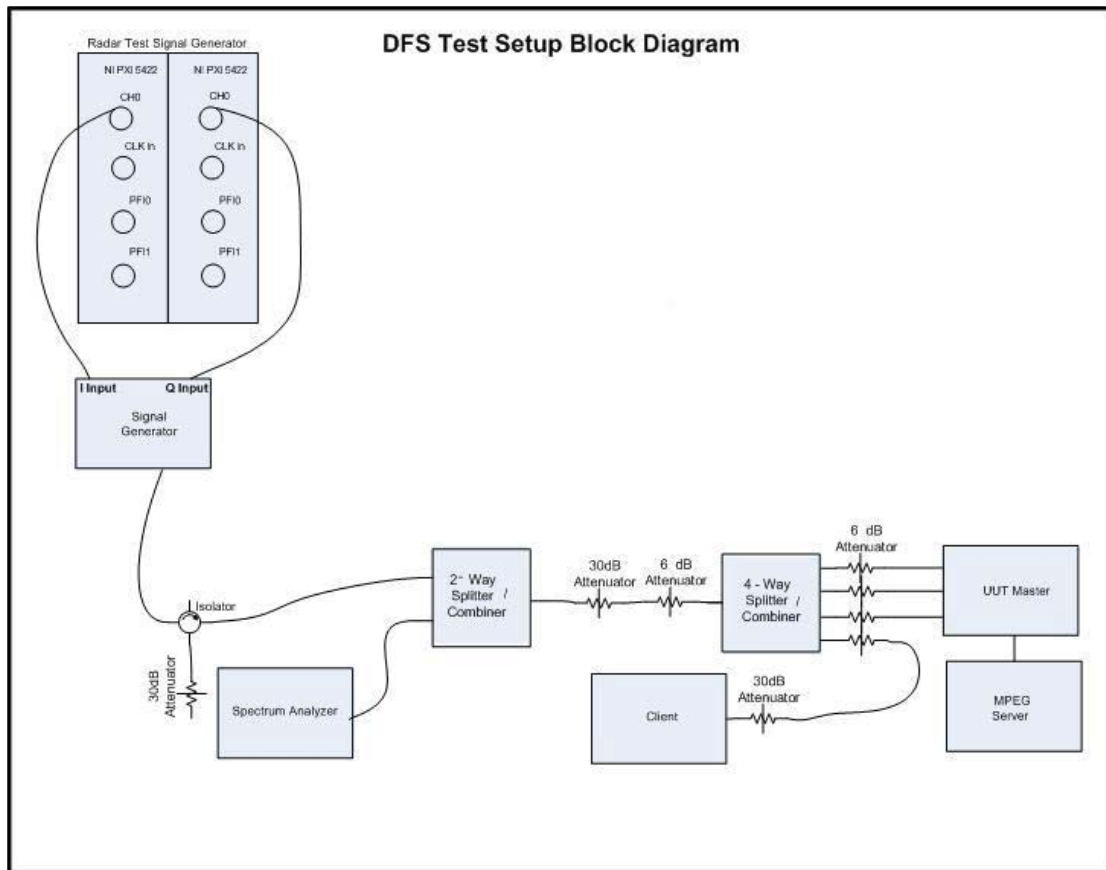 DFS Test Setup Block Diagram
Radar Test Signal Generator
NI PXI 5422
NI PXI 5422
CH0
CH0
CLK In
CLK In
PFI0
PFI0
PFI1
PFI1
I Input
Q Input
Signal
Generator
Isolator
30dB
Attenuator
Spectrum Analyzer
2- Way
Splitter /
Combiner
30dB
Attenuator
6 dB
Attenuator
4 - Way
Splitter /
Combiner
6 dB
Attenuator
UUT Master
MPEG
Server
30dB
Attenuator
Client